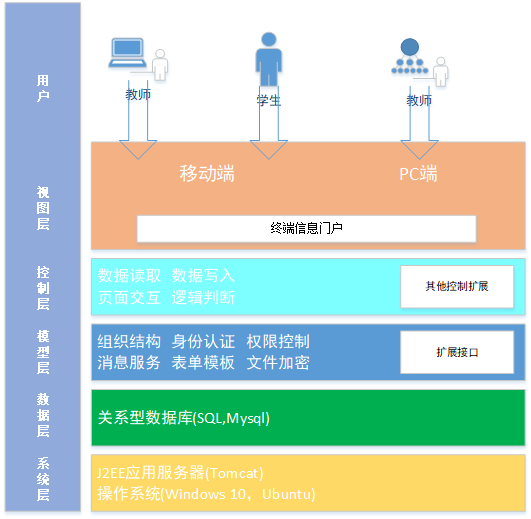 用户
教师
学生
教师
视图层
移动端
PC端
终端信息门户
控制层
数据读取 数据写入
页面交互 逻辑判断
其他控制扩展
模型层
组织结构 身份认证 权限控制
消息服务 表单模板 文件加密
扩展接口
数据层
关系型数据库(SQL,Mysql)
系统层
J2EE应用服务器(Tomcat)
操作系统(Windows 10，Ubuntu)